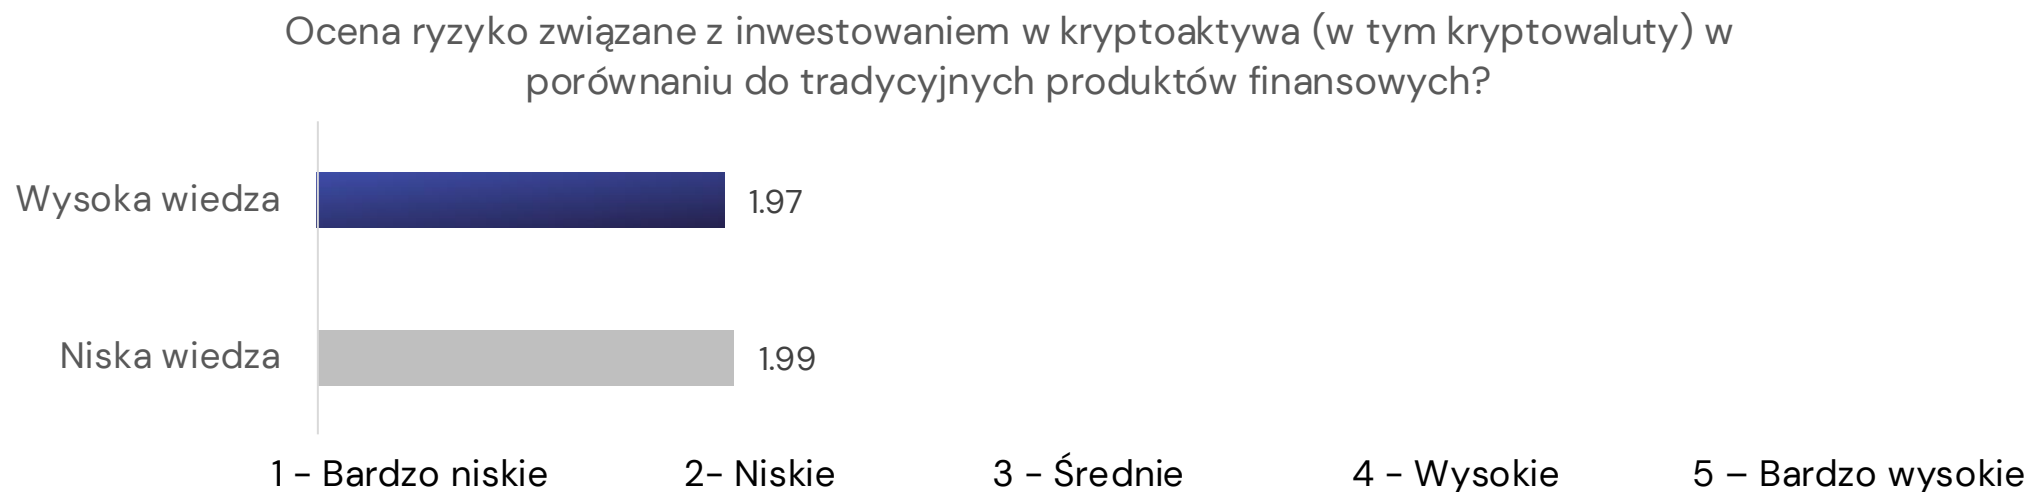 Ocena ryzyko związane z inwestowaniem w kryptoaktywa (w tym kryptowaluty) w
porównaniu do tradycyjnych produktów finansowych?
Wysoka wiedza
1.97
Niska wiedza
1.99
1 – Bardzo niskie 2– Niskie 3 – Średnie 4 – Wysokie 5 – Bardzo wysokie